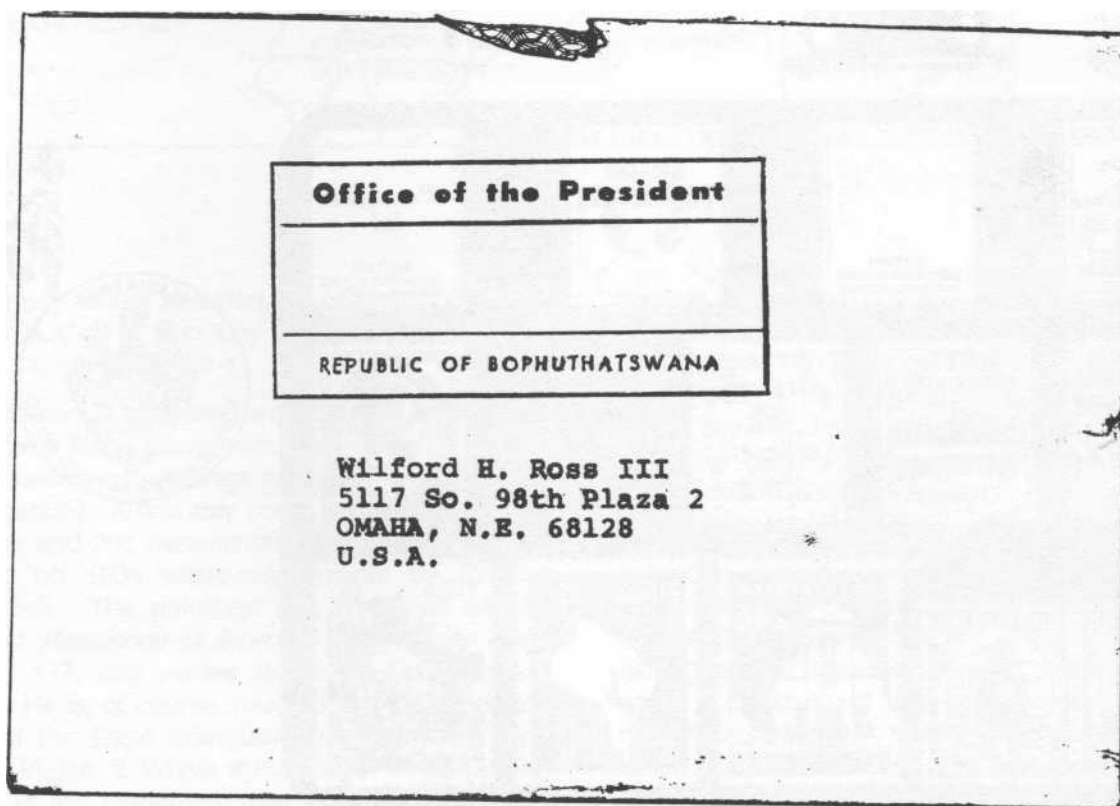 Office of the President
REPUBLIC OF BOPHUTHATSWANA
Wilford H. Ross III
5117 So. 98th Plaza 2
OMAHA, N.E. 68128
U.S.A.